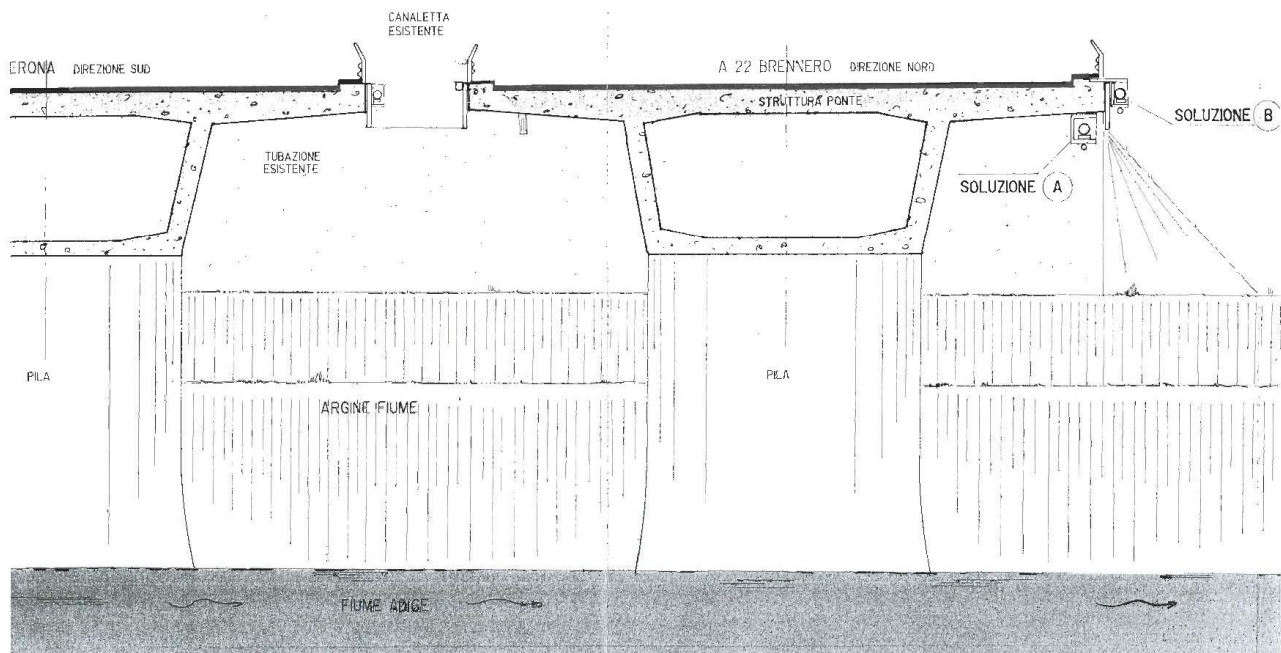 CANALETTA
ESISTENTE
ERONA DIREZIONE SUD
A 22 BRENNERO DIREZIONE NORD
STRUTTURA PONTE
SOLUZIONE B
TUBAZIONE
ESISTENTE
SOLUZIONE A
PILA
PILA
ARGINE FIUME
FIUME ADIGE